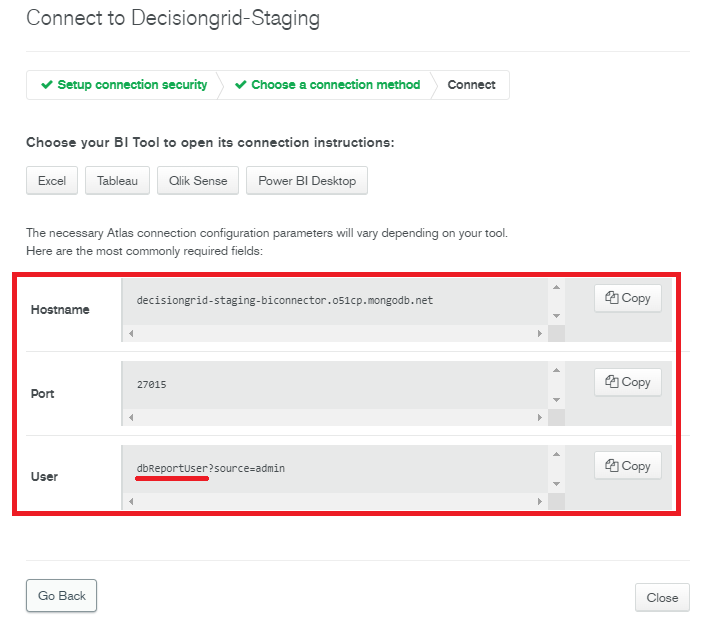 Connect to Decisiongrid-Staging
Setup connection security
Choose a connection method
Connect
Choose your BI Tool to open its connection instructions:
Excel
Tableau
Qlik Sense
Power BI Desktop
The necessary Atlas connection configuration parameters will vary depending on your tool.
Here are the most commonly required fields:
Hostname
decisiongrid-staging-biconnector.o51cp.mongodb.net
Copy
Port
27015
Copy
User
dbReportUser?source=admin
Copy
Go Back
Close